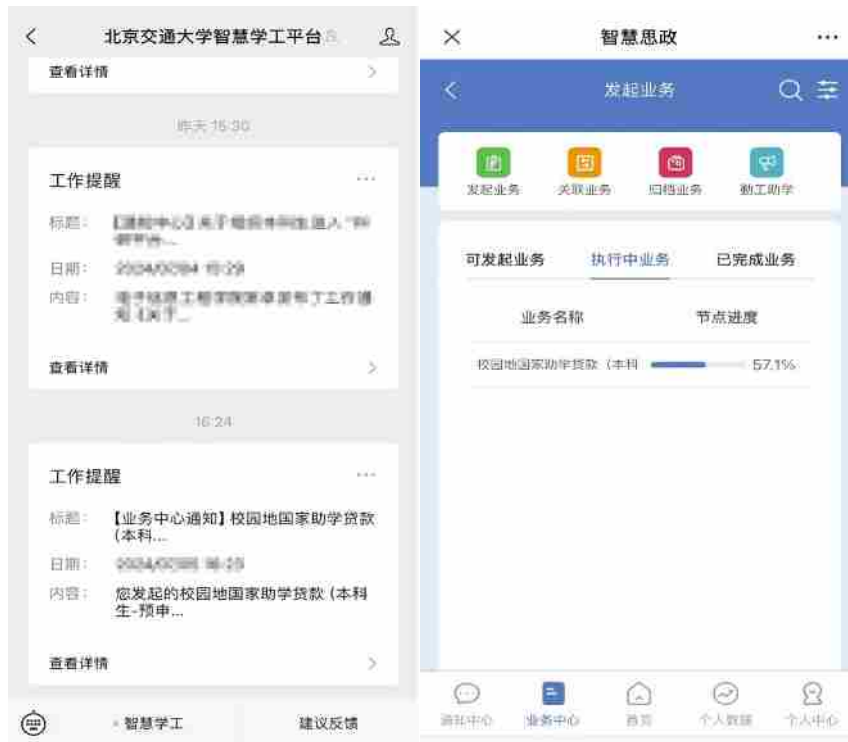 北京交通大学智慧学工平台
查看详情
昨天 15:30
工作提醒
标题：
日期：
内容：
查看详情
16:24
工作提醒
标题： 【业务中心通知】校园地国家助学贷款
(本科...
日期：
内容： 您发起的校园地国家助学贷款（本科
生-预申...
查看详情
智慧学工
建议反馈
智慧思政
发起业务
发起业务 关联业务 归档业务 勤工助学
可发起业务 执行中业务 已完成业务
业务名称 节点进度
校园地国家助学贷款（本科 57.1%
通知中心 业务中心 首页 个人数据 个人中心